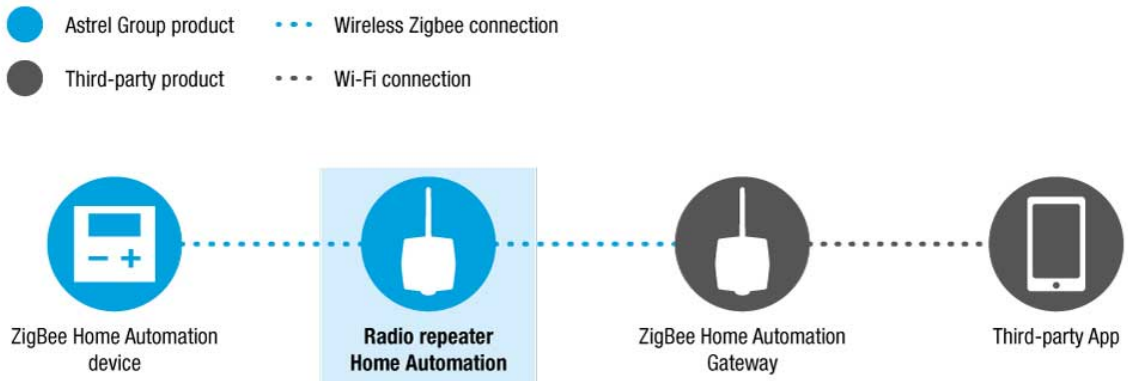 Astrel Group product
Wireless Zigbee connection
Third-party product
Wi-Fi connection
ZigBee Home Automation
device
Radio repeater
Home Automation
ZigBee Home Automation
Gateway
Third-party App